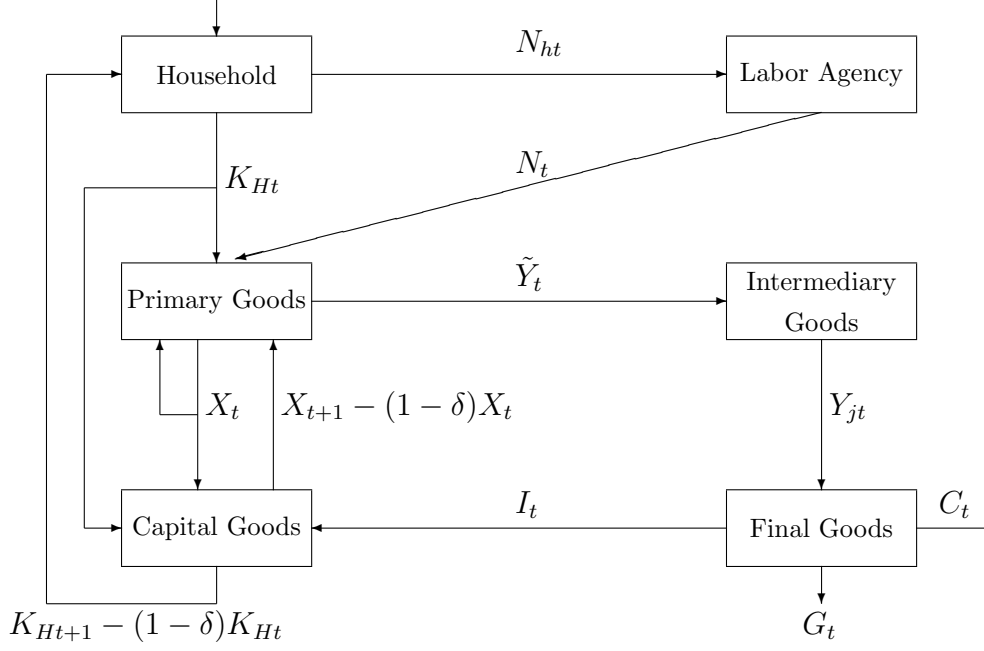 Household
$N_{ht}$
Labor Agency
$K_{Ht}$
$N_t$
Primary Goods
$\tilde{Y}_t$
Intermediary
Goods
$X_t$
$X_{t+1} - (1 - \delta)X_t$
$Y_{jt}$
Capital Goods
$I_t$
Final Goods
$C_t$
$K_{Ht+1} - (1 - \delta)K_{Ht}$
$G_t$